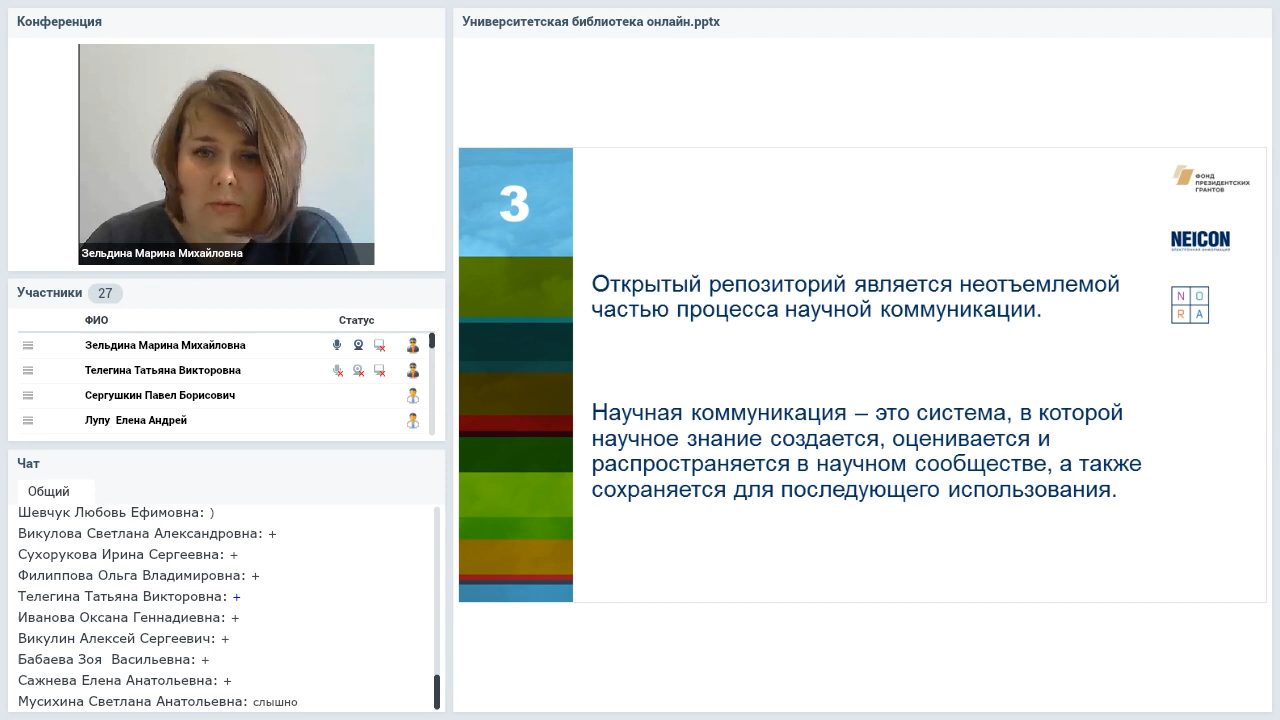 Конференция
Зельдина Марина Михайловна
Участники 27
ФИО Статус
Зельдина Марина Михайловна
Телегина Татьяна Викторовна
Сергушкин Павел Борисович
Лупу Елена Андрей
Чат
Общий
Шевчук Любовь Ефимовна: )
Викулова Светлана Александровна: +
Сухорукова Ирина Сергеевна: +
Филиппова Ольга Владимировна: +
Телегина Татьяна Викторовна: +
Иванова Оксана Геннадиевна: +
Викулин Алексей Сергеевич: +
Бабаева Зоя Васильевна: +
Сажнева Елена Анатольевна: +
Мусихина Светлана Анатольевна: слышно
Университетская библиотека онлайн.pptx
3
Открытый репозиторий является неотъемлемой
частью процесса научной коммуникации.
Научная коммуникация – это система, в которой
научное знание создается, оценивается и
распространяется в научном сообществе, а также
сохраняется для последующего использования.
ФОНД
ПРЕЗИДЕНТСКИХ
ГРАНТОВ
NEICON
ЭЛЕКТРОННАЯ ИНФОРМАЦИЯ
N O
R A